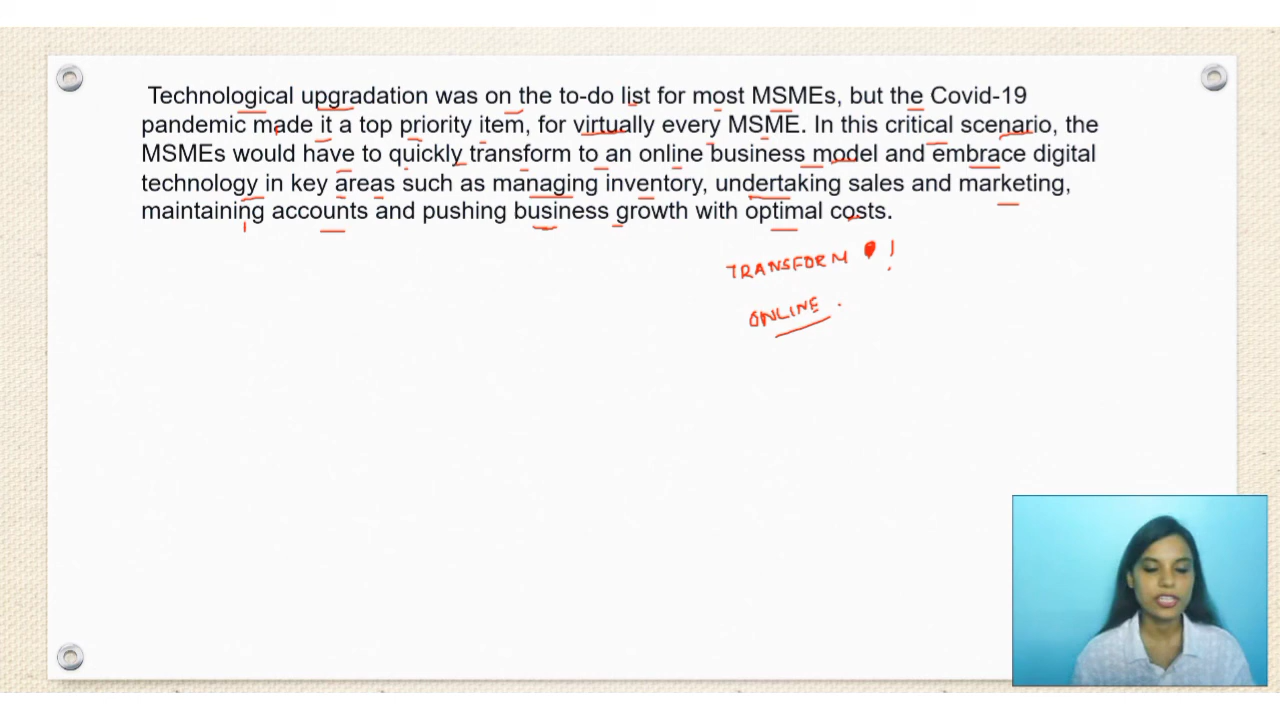 Technological upgradation was on the to-do list for most MSMEs, but the Covid-19
pandemic made it a top priority item, for virtually every MSME. In this critical scenario, the
MSMEs would have to quickly transform to an online business model and embrace digital
technology in key areas such as managing inventory, undertaking sales and marketing,
maintaining accounts and pushing business growth with optimal costs.
TRANSFORM !
ONLINE .